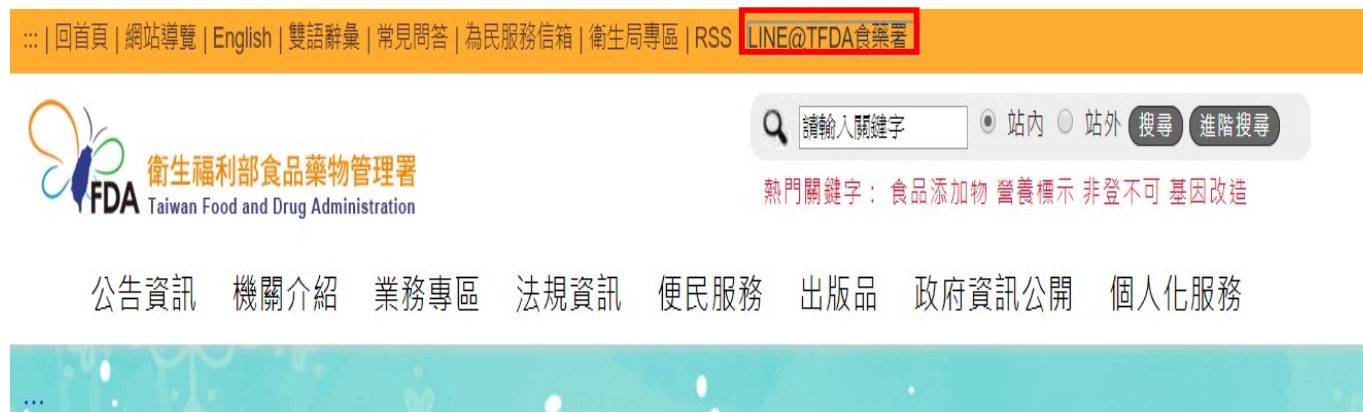 ::: | 回首頁 | 網站導覽 | English | 雙語辭彙 | 常見問答 | 為民服務信箱 | 衛生局專區 | RSS LINE@TFDA食藥署
請輸入關鍵字 站內 站外 搜尋 進階搜尋
FDA 衛生福利部食品藥物管理署
Taiwan Food and Drug Administration
熱門關鍵字： 食品添加物 營養標示 非登不可 基因改造
公告資訊 機關介紹 業務專區 法規資訊 便民服務 出版品 政府資訊公開 個人化服務
...